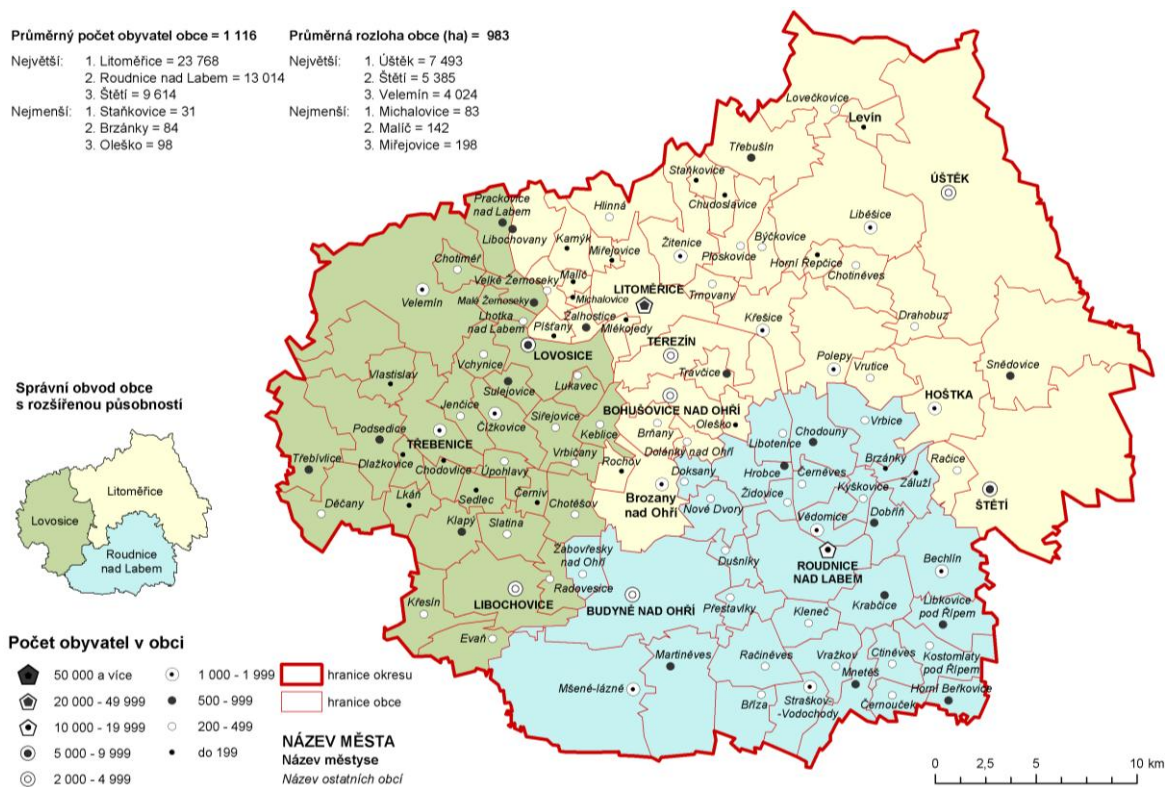 Průměrný počet obyvatel obce = 1 116
Největší: 1. Litoměřice = 23 768
2. Roudnice nad Labem = 13 014
3. Štětí = 9 614
Nejmenší: 1. Staňkovice = 31
2. Brzánky = 84
3. Oleško = 98
Průměrná rozloha obce (ha) = 983
Největší: 1. Úštěk = 7 493
2. Štětí = 5 385
3. Velemín = 4 024
Nejmenší: 1. Michalovice = 83
2. Malíč = 142
3. Miřejovice = 198
Lovečkovice
Levín
Třebušín
Staňkovice
Chudoslavice
ÚŠTĚK
Prackovice
nad Labem
Libochovany
Hlinná
Kamýk
Miřejovice
Žitenice
Ploskovice
Býčkovice
Liběšice
Horní Řepčice
Chotiněves
Chotiměř
Velemín
Velké Žernoseky
Malíč
Malé Žernoseky
Michalovice
LITOMĚŘICE
Trnovany
Lhotka
nad Labem
Píšťany
Žalhostice
Mlékojedy
Křešice
Drahobuz
LOVOSICE
TEREZÍN
Vchynice
Vlastislav
Sulejovice
Lukavec
Travčice
Polepy
Vrutice
Snědovice
HOŠTKA
BOHUŠOVICE NAD OHŘÍ
Oleško
Jenčice
Čížkovice
Siřejovice
Keblice
Brňany
Dolánky nad Ohří
Libotenice
Chodouny
Vrbice
Podsedice
TŘEBENICE
Třebívlice
Dlažkovice
Chodovlice
Úpohlavy
Vrbičany
Rochov
Doksany
Hrobce
Černěves
Brzánky
Záluží
Račice
ŠTĚTÍ
Děčany
Lkáň
Sedlec
Černiv
Chotěšov
Brozany
nad Ohří
Nové Dvory
Židovice
Kyškovice
Dobříň
Vědomice
Klapý
Slatina
Žabovřesky
nad Ohří
Radovesice
Dušníky
ROUDNICE
NAD LABEM
Bechlín
LIBOCHOVICE
BUDYNĚ NAD OHŘÍ
Přestavlky
Kleneč
Krabčice
Libkovice
pod Řípem
Křesín
Evaň
Martiněves
Račiněves
Vražkov
Ctiněves
Kostomlaty
pod Řípem
Mšené-lázně
Mnetěš
Straškov
-Vodochody
Bříza
Černouček
Horní Beřkovice
Správní obvod obce
s rozšířenou působností
Litoměřice
Lovosice
Roudnice
nad Labem
Počet obyvatel v obci
50 000 a více
20 000 - 49 999
10 000 - 19 999
5 000 - 9 999
2 000 - 4 999
1 000 - 1 999
500 - 999
200 - 499
do 199
hranice okresu
hranice obce
NÁZEV MĚSTA
Název městyse
Název ostatních obcí
0 2,5 5 10 km